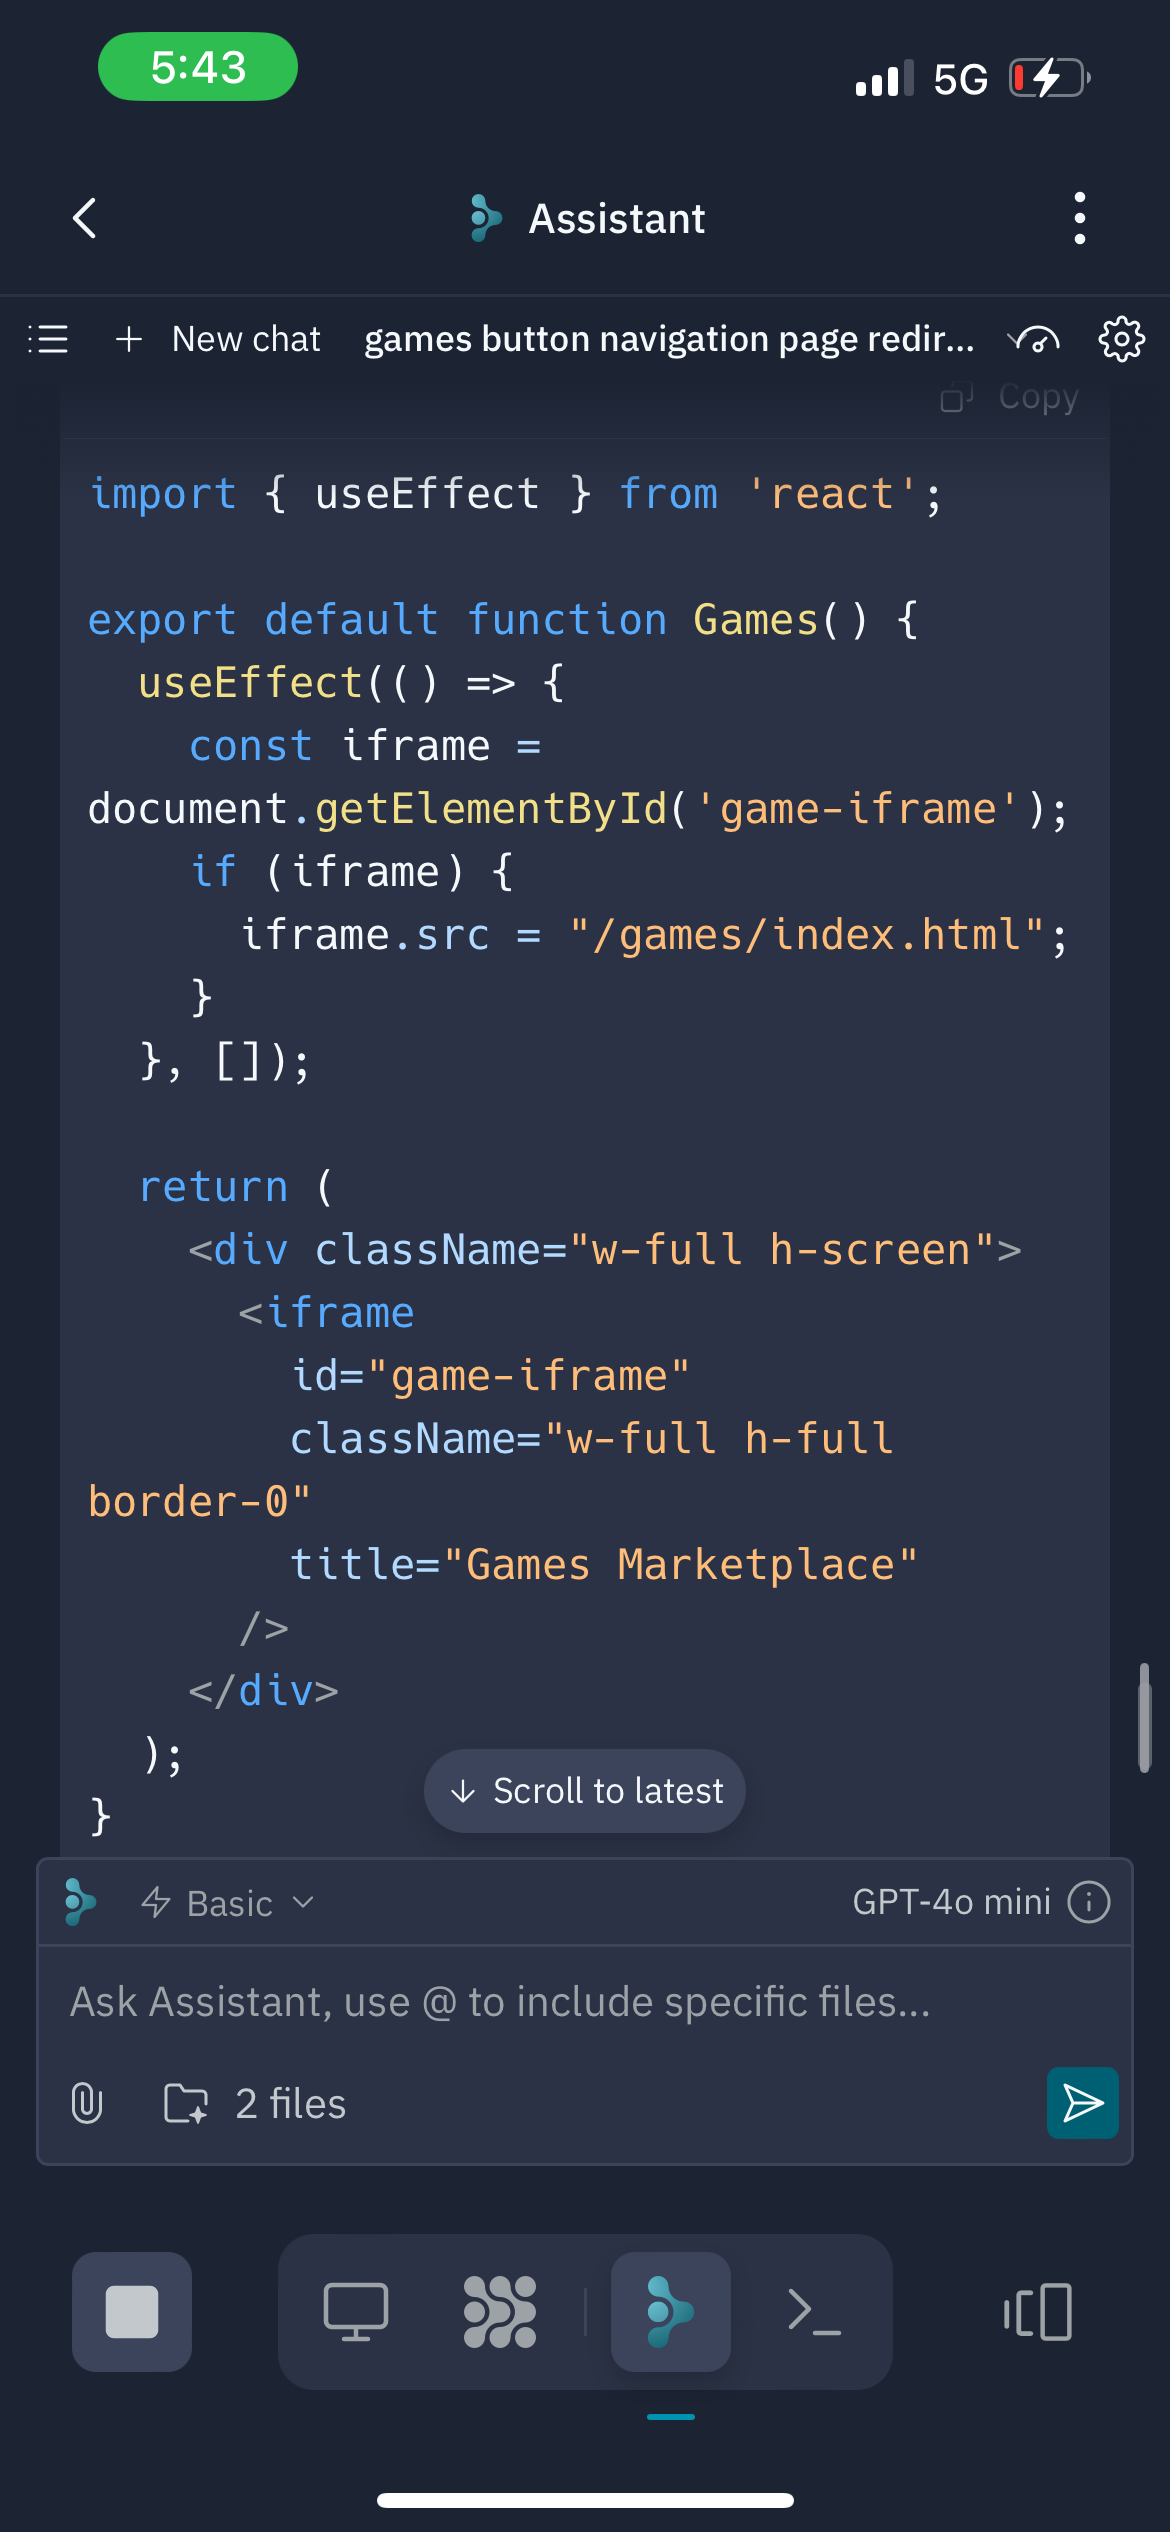 5:43
5G
Assistant
New chat
games button navigation page redir...
Copy
import { useEffect } from 'react';
export default function Games() {
  useEffect(() => {
    const iframe =
document.getElementById('game-iframe');
    if (iframe) {
      iframe.src = "/games/index.html";
    }
  }, []);
  return (
    <div className="w-full h-screen">
      <iframe
        id="game-iframe"
        className="w-full h-full
border-0"
        title="Games Marketplace"
      />
    </div>
  );
Scroll to latest
}
Basic
GPT-4o mini
Ask Assistant, use @ to include specific files...
2 files